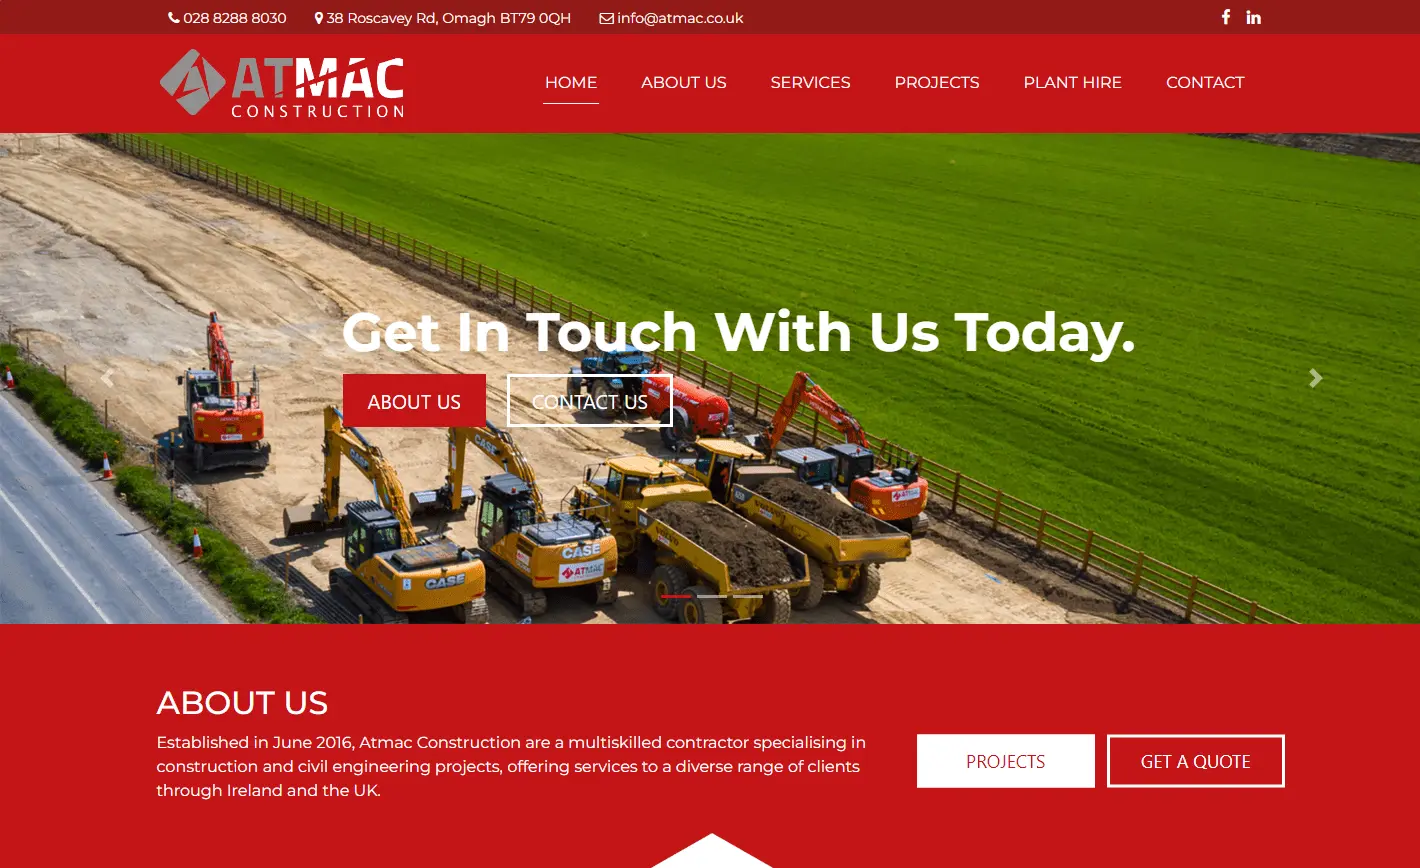 028 8288 8030 38 Roscavey Rd, Omagh BT79 0QH info@atmac.co.uk
ATMAC
CONSTRUCTION
HOME ABOUT US SERVICES PROJECTS PLANT HIRE CONTACT
Get In Touch With Us Today.
ABOUT US CONTACT US
CASE
CASE
CASE
CASE
ATMAC
ABOUT US
Established in June 2016, Atmac Construction are a multiskilled contractor specialising in
construction and civil engineering projects, offering services to a diverse range of clients
through Ireland and the UK.
PROJECTS GET A QUOTE